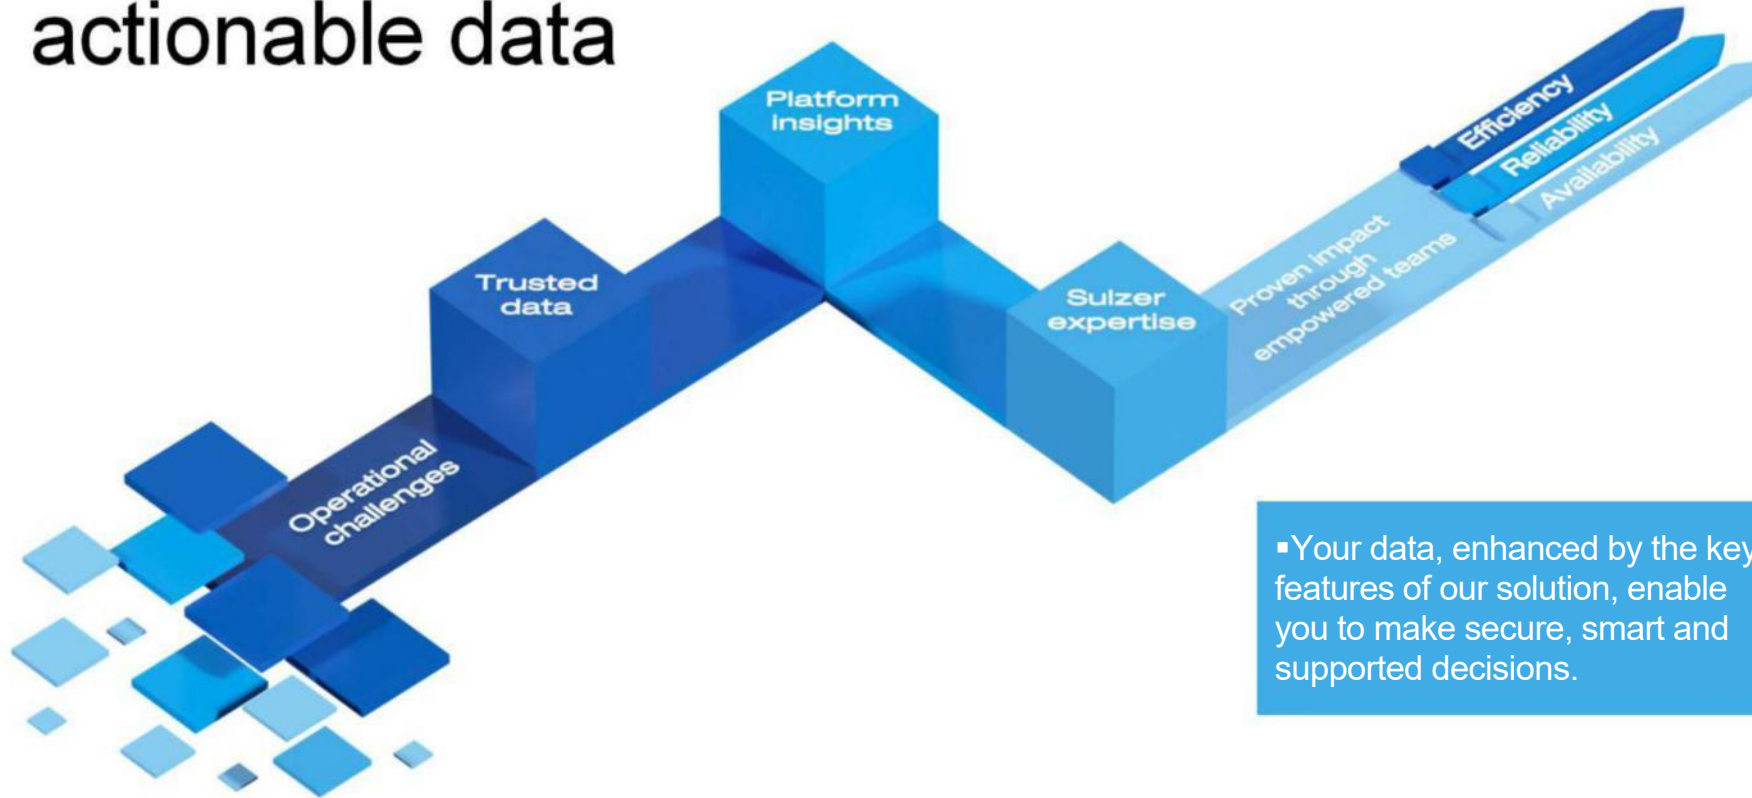 actionable data
Platform
insights
Trusted
data
Sulzer
expertise
Operational
challenges
Proven impact
through
empowered teams
Efficiency
Reliability
Availability
▪Your data, enhanced by the key
features of our solution, enable
you to make secure, smart and
supported decisions.